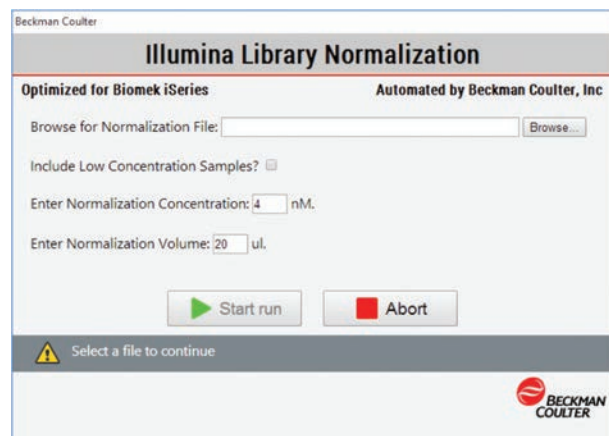 Beckman Coulter
Illumina Library Normalization
Optimized for Biomek iSeries
Automated by Beckman Coulter, Inc
Browse for Normalization File:
Browse...
Include Low Concentration Samples?
Enter Normalization Concentration: 4 nM.
Enter Normalization Volume: 20 ul.
Start run
Abort
Select a file to continue
BECKMAN
COULTER